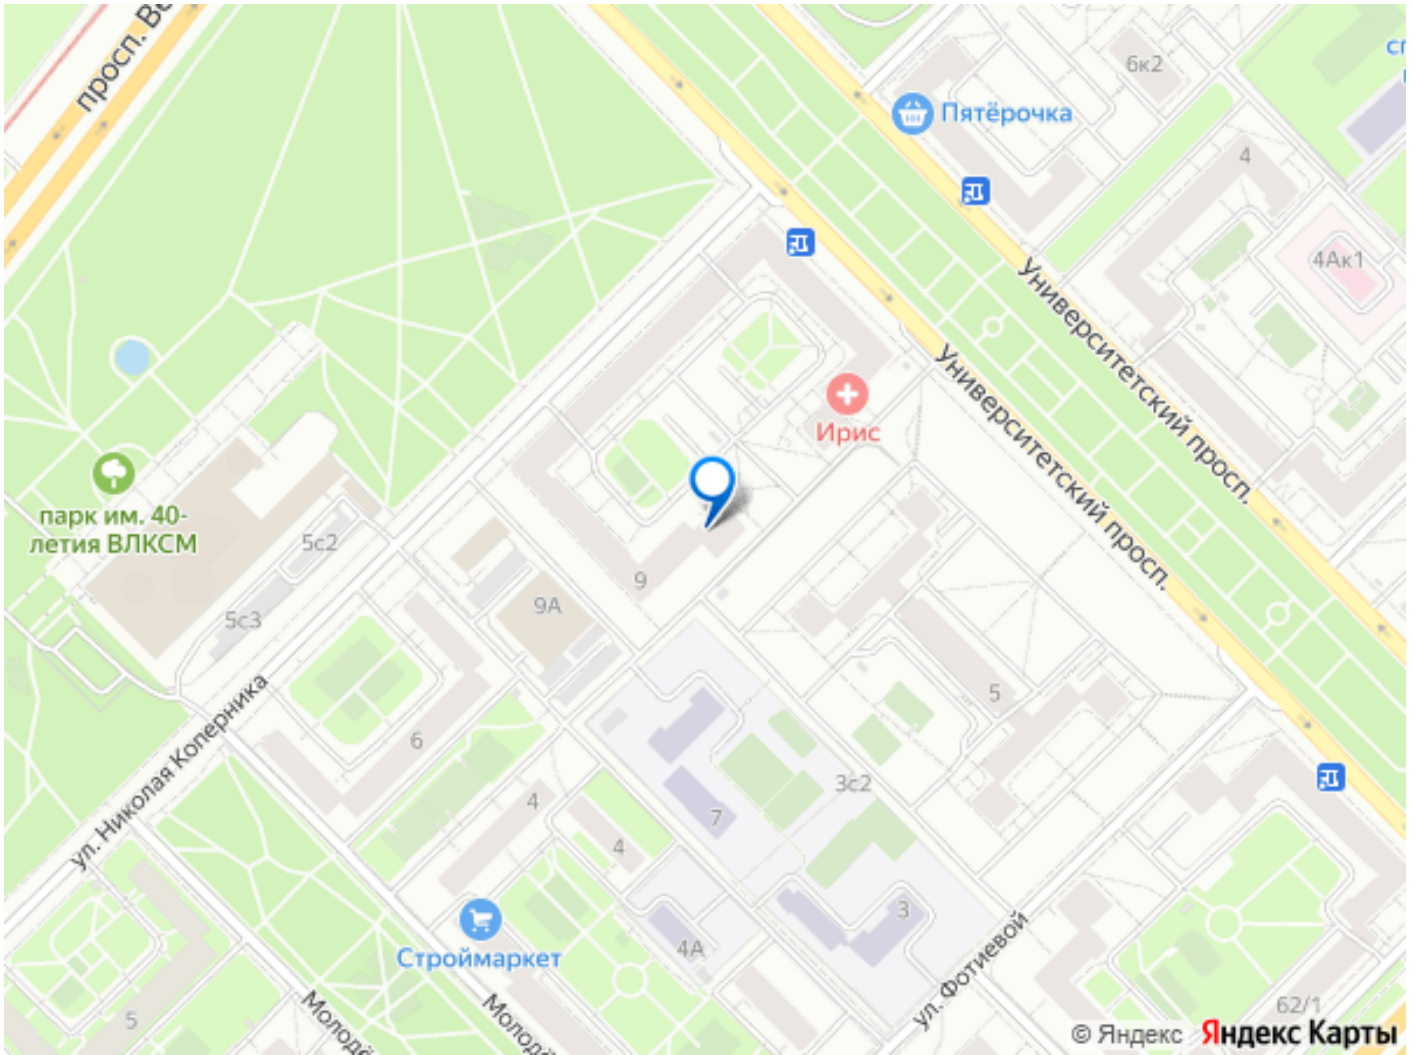 просп. Ве
6к2
сп
Пятёрочка
4
4Ак1
Университетский просп.
Университетский просп.
Ирис
парк им. 40-
летия ВЛКСМ
5с2
5с3
9
9А
5
6
ул. Николая Коперника
3с2
7
4
4
3
4А
Строймаркет
ул. Фотиевой
5
Молодё
Молодё
62/1
© Яндекс Яндекс Карты